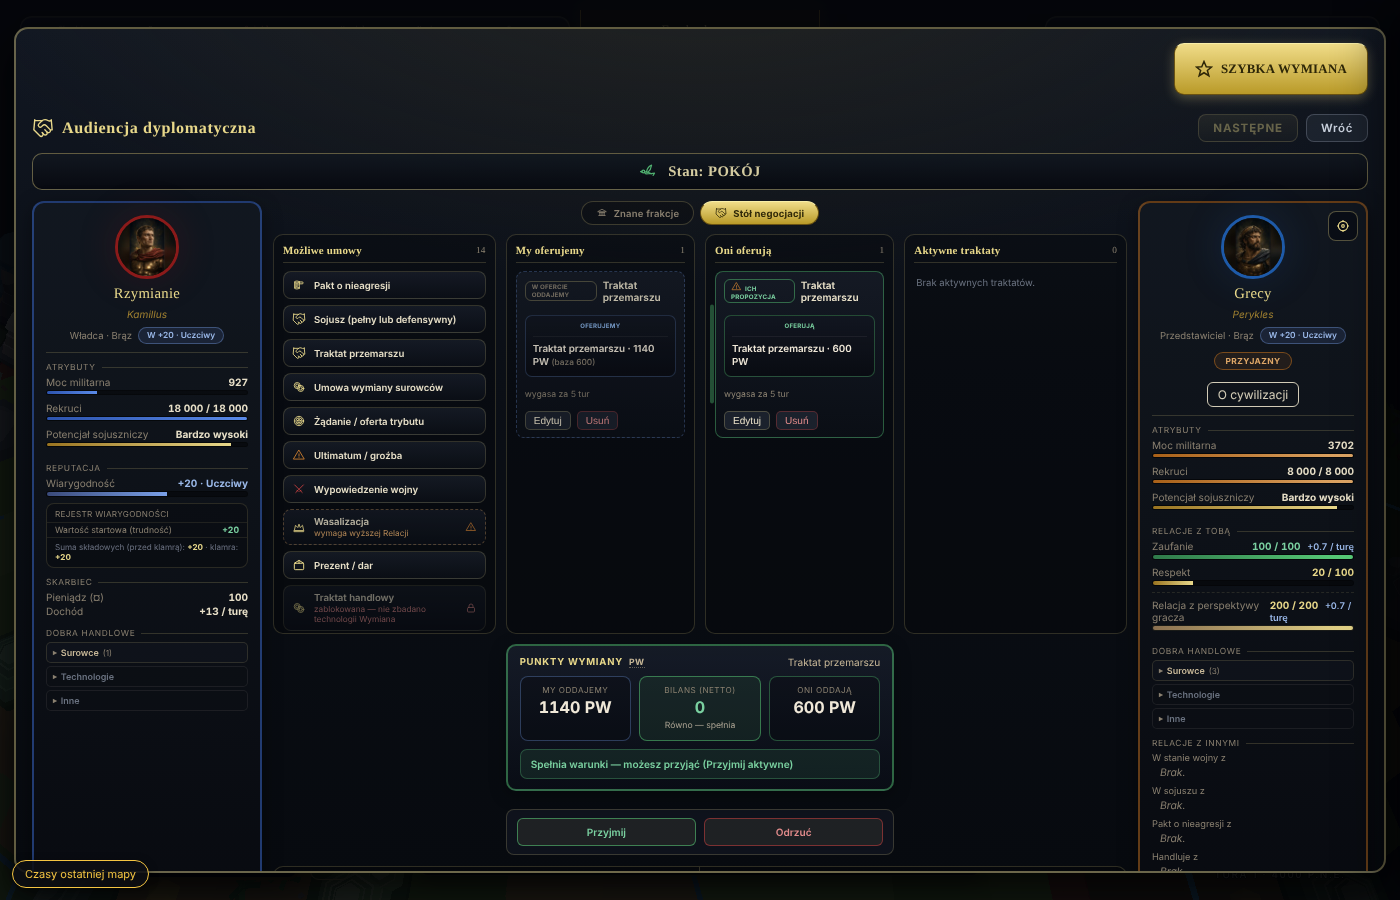 SZYBKA WYMIANA
Audiencja dyplomatyczna
NASTĘPNE
Wróć
Stan: POKÓJ
Rzymianie
Kamillus
Władca · Brąz
W +20 · Uczciwy
ATRYBUTY
Moc militarna 927
Rekruci 18 000 / 18 000
Potencjał sojuszniczy Bardzo wysoki
REPUTACJA
Wiarygodność +20 · Uczciwy
REJESTR WIARYGODNOŚCI
Wartość startowa (trudność) +20
Suma składowych (przed klamrą): +20 · klamra:
+20
SKARBIEC
Pieniądz (¤) 100
Dochód +13 / turę
DOBRA HANDLOWE
▸ Surowce (1)
▸ Technologie
▸ Inne
Znane frakcje
Stół negocjacji
Możliwe umowy 14
Pakt o nieagresji
Sojusz (pełny lub defensywny)
Traktat przemarszu
Umowa wymiany surowców
Żądanie / oferta trybutu
Ultimatum / groźba
Wypowiedzenie wojny
Wasalizacja
wymaga wyższej Relacji
Prezent / dar
Traktat handlowy
zablokowana — nie zbadano
technologii Wymiana
My oferujemy 1
W OFERCIE
ODDAJEMY
Traktat
przemarszu
OFERUJEMY
Traktat przemarszu · 1140
PW (baza 600)
wygasa za 5 tur
Edytuj
Usuń
Oni oferują 1
ICH
PROPOZYCJA
Traktat
przemarszu
OFERUJĄ
Traktat przemarszu · 600
PW
wygasa za 5 tur
Edytuj
Usuń
Aktywne traktaty 0
Brak aktywnych traktatów.
PUNKTY WYMIANY PW
Traktat przemarszu
MY ODDAJEMY
1140 PW
BILANS (NETTO)
0
Równo — spełnia
ONI ODDAJĄ
600 PW
Spełnia warunki — możesz przyjąć (Przyjmij aktywne)
Przyjmij
Odrzuć
Grecy
Perykles
Przedstawiciel · Brąz
W +20 · Uczciwy
PRZYJAZNY
O cywilizacji
ATRYBUTY
Moc militarna 3702
Rekruci 8 000 / 8 000
Potencjał sojuszniczy Bardzo wysoki
RELACJE Z TOBĄ
Zaufanie 100 / 100 +0.7 / turę
Respekt 20 / 100
Relacja z perspektywy
gracza
200 / 200 +0.7 /
turę
DOBRA HANDLOWE
▸ Surowce (3)
▸ Technologie
▸ Inne
RELACJE Z INNYMI
W stanie wojny z
Brak.
W sojuszu z
Brak.
Pakt o nieagresji z
Brak.
Handluje z
Brak.
Czasy ostatniej mapy